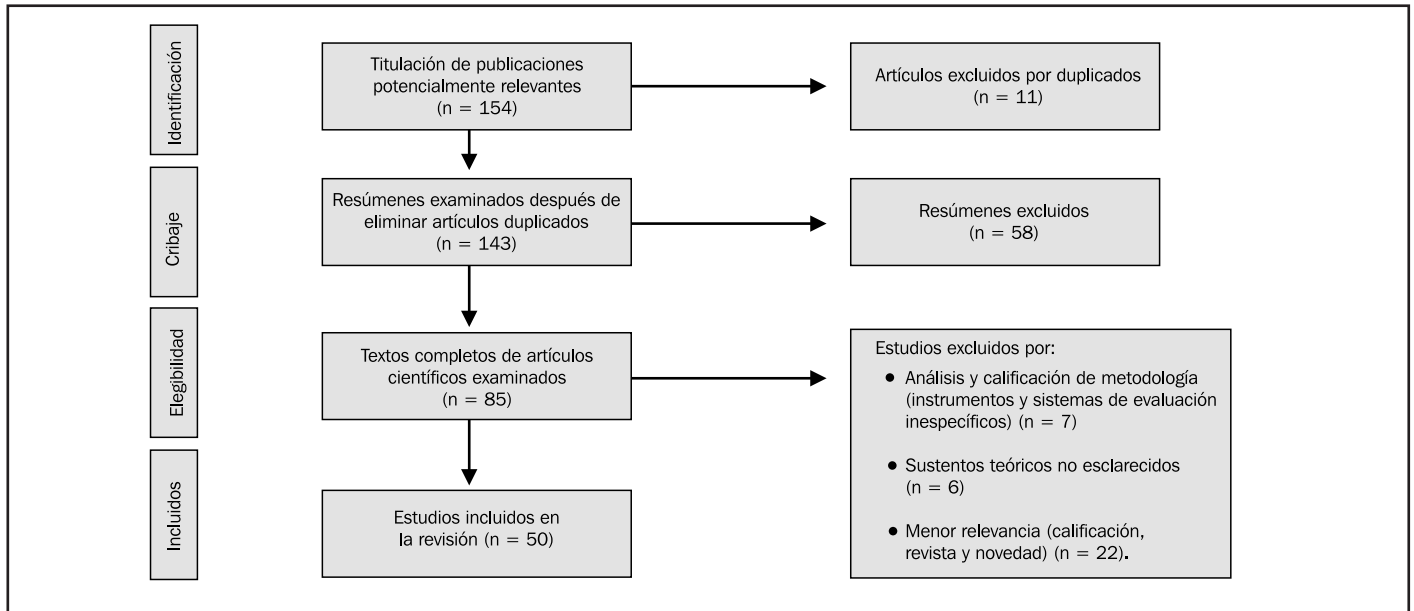 Identificación
Titulación de publicaciones
potencialmente relevantes
(n = 154)
Artículos excluidos por duplicados
(n = 11)
Cribaje
Resúmenes examinados después de
eliminar artículos duplicados
(n = 143)
Resúmenes excluidos
(n = 58)
Elegibilidad
Textos completos de artículos
científicos examinados
(n = 85)
Estudios excluidos por:
● Análisis y calificación de metodología
(instrumentos y sistemas de evaluación
inespecíficos) (n = 7)
● Sustentos teóricos no esclarecidos
(n = 6)
● Menor relevancia (calificación,
revista y novedad) (n = 22).
Incluidos
Estudios incluidos en
la revisión (n = 50)